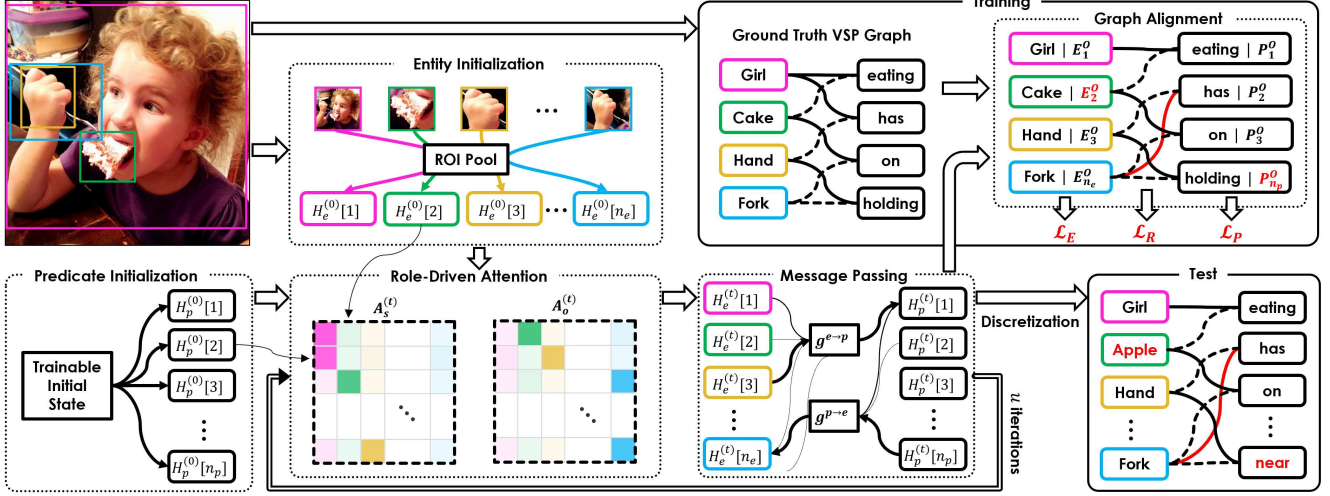 Training
Entity Initialization
ROI Pool
...
H_e^(0)[1]
H_e^(0)[2]
H_e^(0)[3]
...
H_e^(0)[n_e]
Ground Truth VSP Graph
Girl
eating
Cake
has
Hand
on
Fork
holding
Graph Alignment
Girl | E_1^O
eating | P_1^O
Cake | E_2^O
has | P_2^O
Hand | E_3^O
on | P_3^O
Fork | E_{n_e}^O
holding | P_{n_p}^O
ℒ_E
ℒ_R
ℒ_P
Predicate Initialization
Trainable
Initial
State
H_p^(0)[1]
H_p^(0)[2]
H_p^(0)[3]
⋮
H_p^(0)[n_p]
Role-Driven Attention
A_s^(t)
A_o^(t)
Message Passing
H_e^(t)[1]
H_e^(t)[2]
H_e^(t)[3]
⋮
H_e^(t)[n_e]
g^{e→p}
g^{p→e}
H_p^(t)[1]
H_p^(t)[2]
H_p^(t)[3]
⋮
H_p^(t)[n_p]
u iterations
Discretization
Test
Girl
eating
Apple
has
Hand
on
⋮
⋮
Fork
near